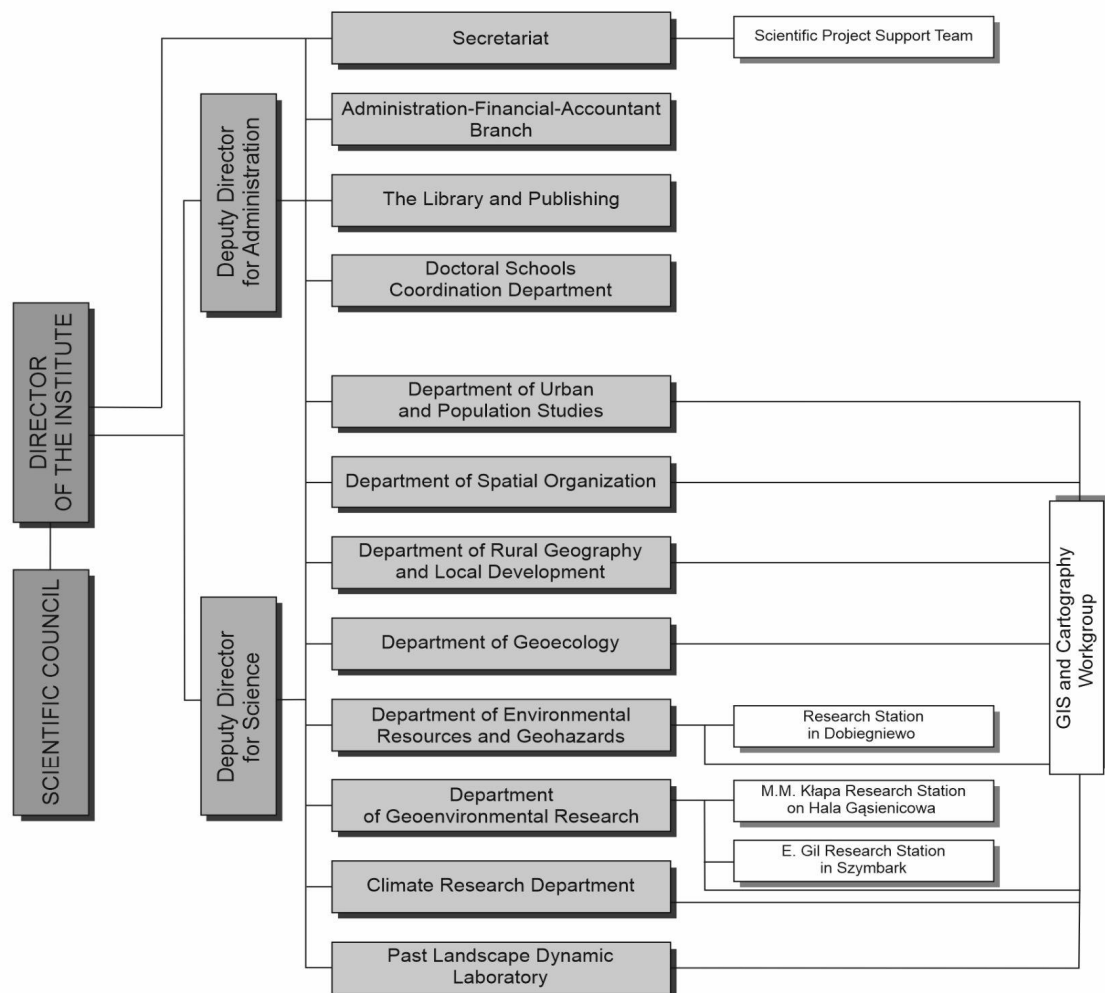 Secretariat
Scientific Project Support Team
Administration-Financial-Accountant
Branch
Deputy Director
for Administration
The Library and Publishing
Doctoral Schools
Coordination Department
DIRECTOR
OF THE INSTITUTE
SCIENTIFIC COUNCIL
Department of Urban
and Population Studies
Department of Spatial Organization
Department of Rural Geography
and Local Development
Deputy Director
for Science
Department of Geoecology
GIS and Cartography
Workgroup
Department of Environmental
Resources and Geohazards
Research Station
in Dobiegniewo
Department
of Geoenvironmental Research
M.M. Kłapa Research Station
on Hala Gąsienicowa
E. Gil Research Station
in Szymbark
Climate Research Department
Past Landscape Dynamic
Laboratory